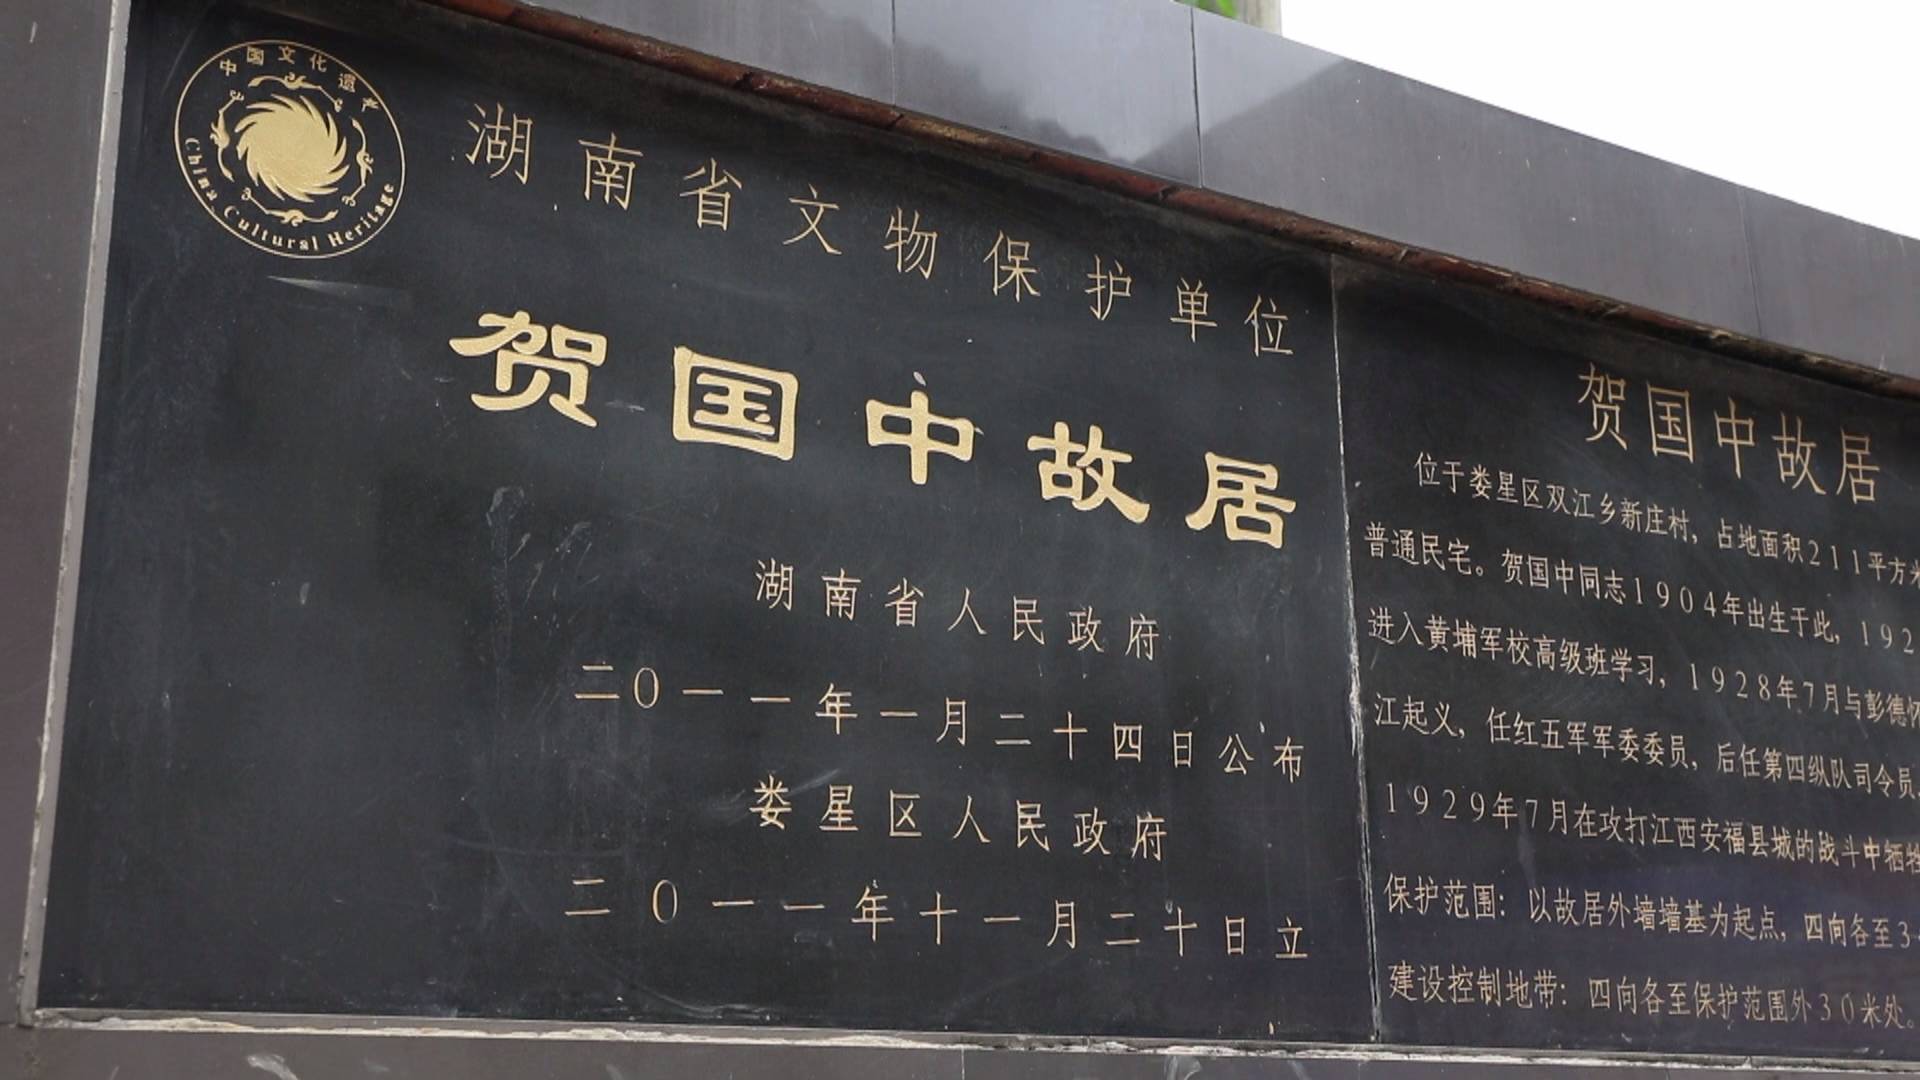 中国文化遗产
China Cultural Heritage
湖南省文物保护单位
贺国中故居
湖南省人民政府
二0一一年一月二十四日公布
娄星区人民政府
二0一一年十一月二十日立
贺国中故居
位于娄星区双江乡新庄村，占地面积211平方米
普通民宅。贺国中同志1904年出生于此，192
进入黄埔军校高级班学习，1928年7月与彭德怀
江起义，任红五军军委委员，后任第四纵队司令员，
1929年7月在攻打江西安福县城的战斗中牺牲
保护范围：以故居外墙墙基为起点，四向各至3
建设控制地带：四向各至保护范围外30米处。